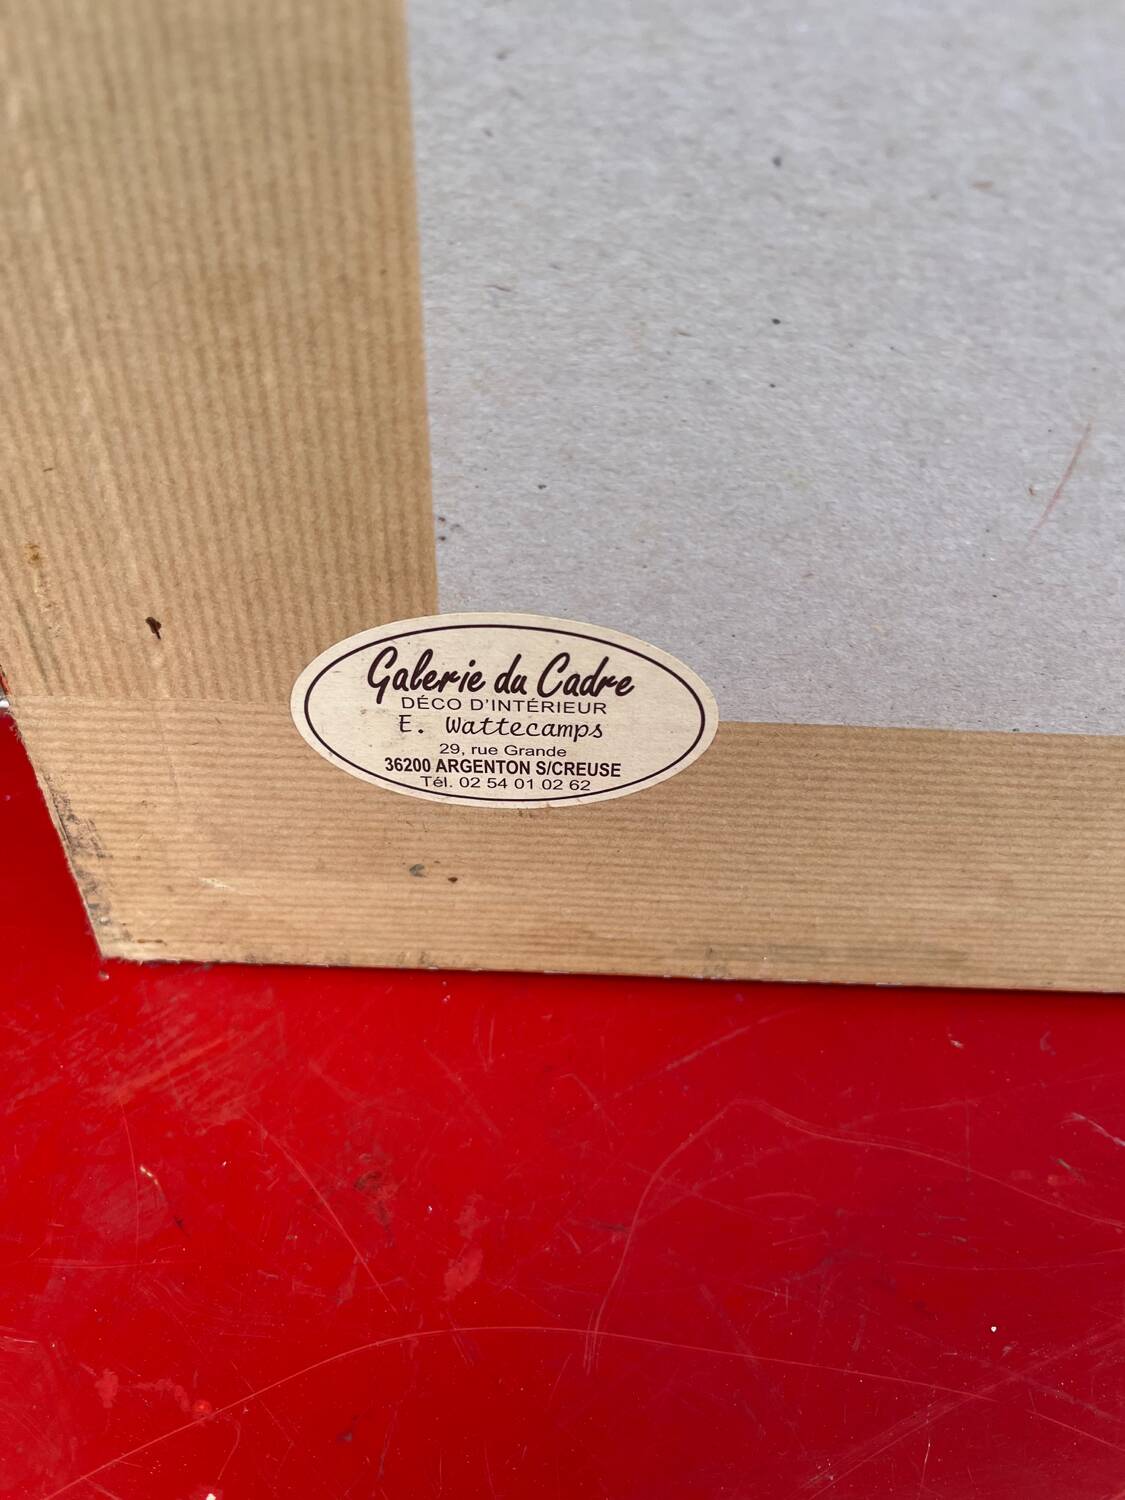 Galerie du Cadre
DÉCO D'INTÉRIEUR
E. Wattecamps
29, rue Grande
36200 ARGENTON S/CREUSE
Tél. 02 54 01 02 62